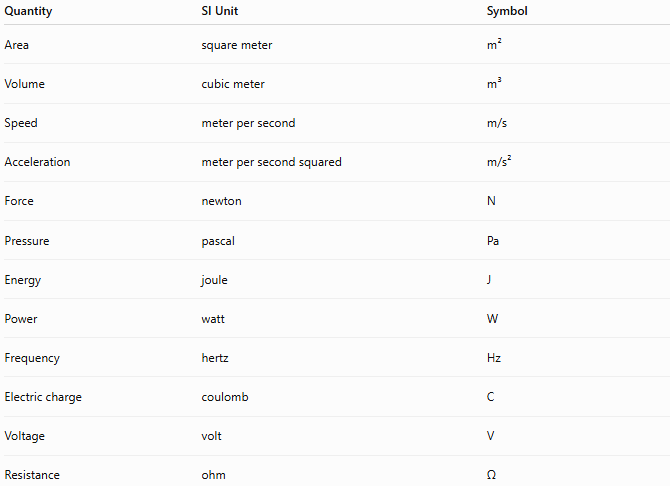 Quantity SI Unit Symbol
Area square meter m²
Volume cubic meter m³
Speed meter per second m/s
Acceleration meter per second squared m/s²
Force newton N
Pressure pascal Pa
Energy joule J
Power watt W
Frequency hertz Hz
Electric charge coulomb C
Voltage volt V
Resistance ohm Ω